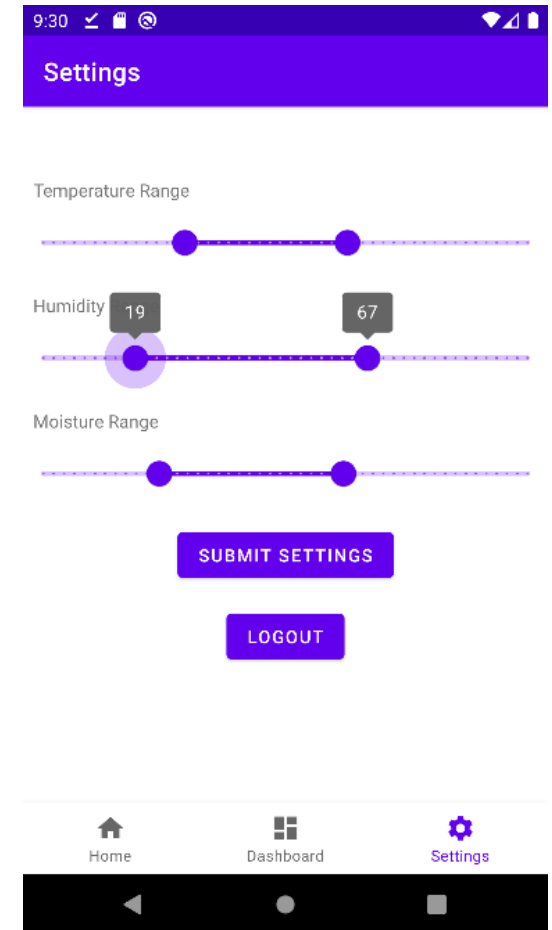 9:30
Settings
Temperature Range
Humidity
19
67
Moisture Range
SUBMIT SETTINGS
LOGOUT
Home
Dashboard
Settings